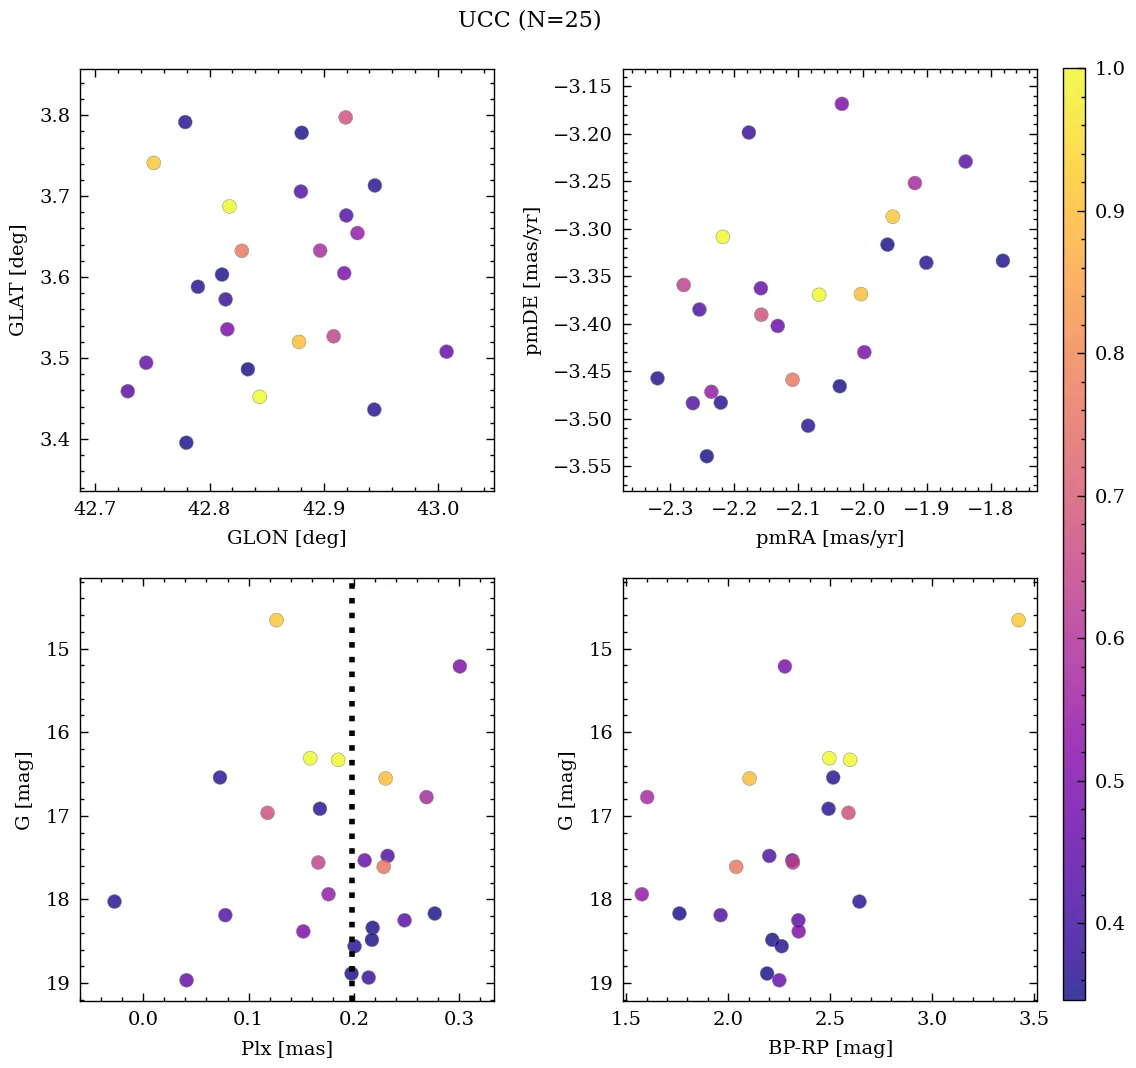 UCC (N=25)
3.8
3.7
3.6
3.5
3.4
GLAT [deg]
42.7 42.8 42.9 43.0
GLON [deg]
−3.15
−3.20
−3.25
−3.30
−3.35
−3.40
−3.45
−3.50
−3.55
pmDE [mas/yr]
−2.3 −2.2 −2.1 −2.0 −1.9 −1.8
pmRA [mas/yr]
15
16
17
18
19
G [mag]
0.0 0.1 0.2 0.3
Plx [mas]
15
16
17
18
19
G [mag]
1.5 2.0 2.5 3.0 3.5
BP-RP [mag]
1.0
0.9
0.8
0.7
0.6
0.5
0.4